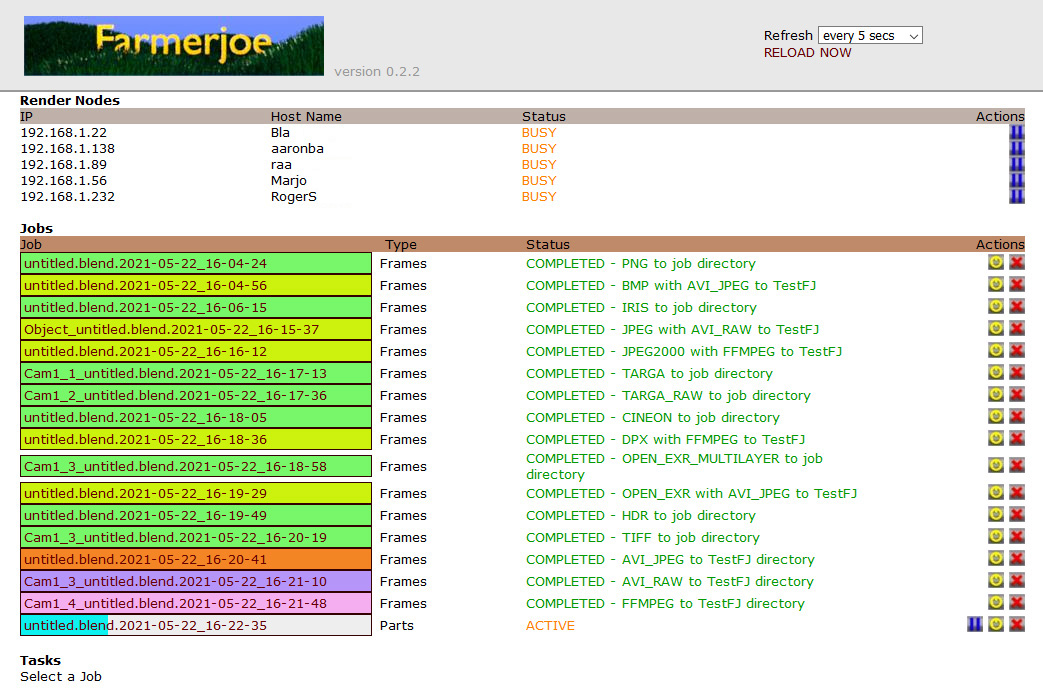 Farmerjoe
version 0.2.2
Refresh every 5 secs
RELOAD NOW
Render Nodes
IP Host Name Status Actions
192.168.1.22 Bla BUSY
192.168.1.138 aaronba BUSY
192.168.1.89 raa BUSY
192.168.1.56 Marjo BUSY
192.168.1.232 RogerS BUSY
Jobs
Job Type Status Actions
untitled.blend.2021-05-22_16-04-24 Frames COMPLETED - PNG to job directory
untitled.blend.2021-05-22_16-04-56 Frames COMPLETED - BMP with AVI_JPEG to TestFJ
untitled.blend.2021-05-22_16-06-15 Frames COMPLETED - IRIS to job directory
Object_untitled.blend.2021-05-22_16-15-37 Frames COMPLETED - JPEG with AVI_RAW to TestFJ
untitled.blend.2021-05-22_16-16-12 Frames COMPLETED - JPEG2000 with FFMPEG to TestFJ
Cam1_1_untitled.blend.2021-05-22_16-17-13 Frames COMPLETED - TARGA to job directory
Cam1_2_untitled.blend.2021-05-22_16-17-36 Frames COMPLETED - TARGA_RAW to job directory
untitled.blend.2021-05-22_16-18-05 Frames COMPLETED - CINEON to job directory
untitled.blend.2021-05-22_16-18-36 Frames COMPLETED - DPX with FFMPEG to TestFJ
Cam1_3_untitled.blend.2021-05-22_16-18-58 Frames COMPLETED - OPEN_EXR_MULTILAYER to job
directory
untitled.blend.2021-05-22_16-19-29 Frames COMPLETED - OPEN_EXR with AVI_JPEG to TestFJ
untitled.blend.2021-05-22_16-19-49 Frames COMPLETED - HDR to job directory
Cam1_3_untitled.blend.2021-05-22_16-20-19 Frames COMPLETED - TIFF to job directory
untitled.blend.2021-05-22_16-20-41 Frames COMPLETED - AVI_JPEG to TestFJ directory
Cam1_3_untitled.blend.2021-05-22_16-21-10 Frames COMPLETED - AVI_RAW to TestFJ directory
Cam1_4_untitled.blend.2021-05-22_16-21-48 Frames COMPLETED - FFMPEG to TestFJ directory
untitled.blend.2021-05-22_16-22-35 Parts ACTIVE
Tasks
Select a Job